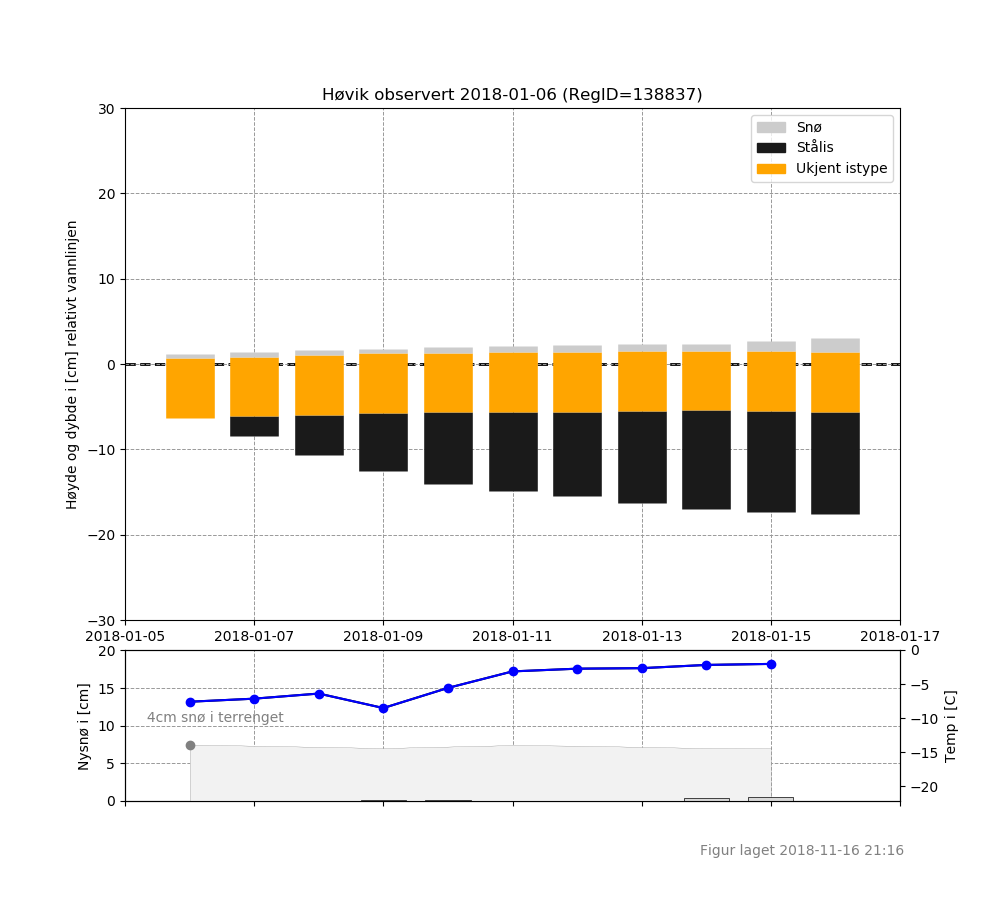 Høvik observert 2018-01-06 (RegID=138837)
30
20
10
0
−10
−20
−30
Høyde og dybde i [cm] relativt vannlinjen
Snø
Stålis
Ukjent istype
2018-01-05 2018-01-07 2018-01-09 2018-01-11 2018-01-13 2018-01-15 2018-01-17
20
15
10
5
0
Nysnø i [cm]
4cm snø i terrenget
0
−5
−10
−15
−20
Temp i [C]
Figur laget 2018-11-16 21:16